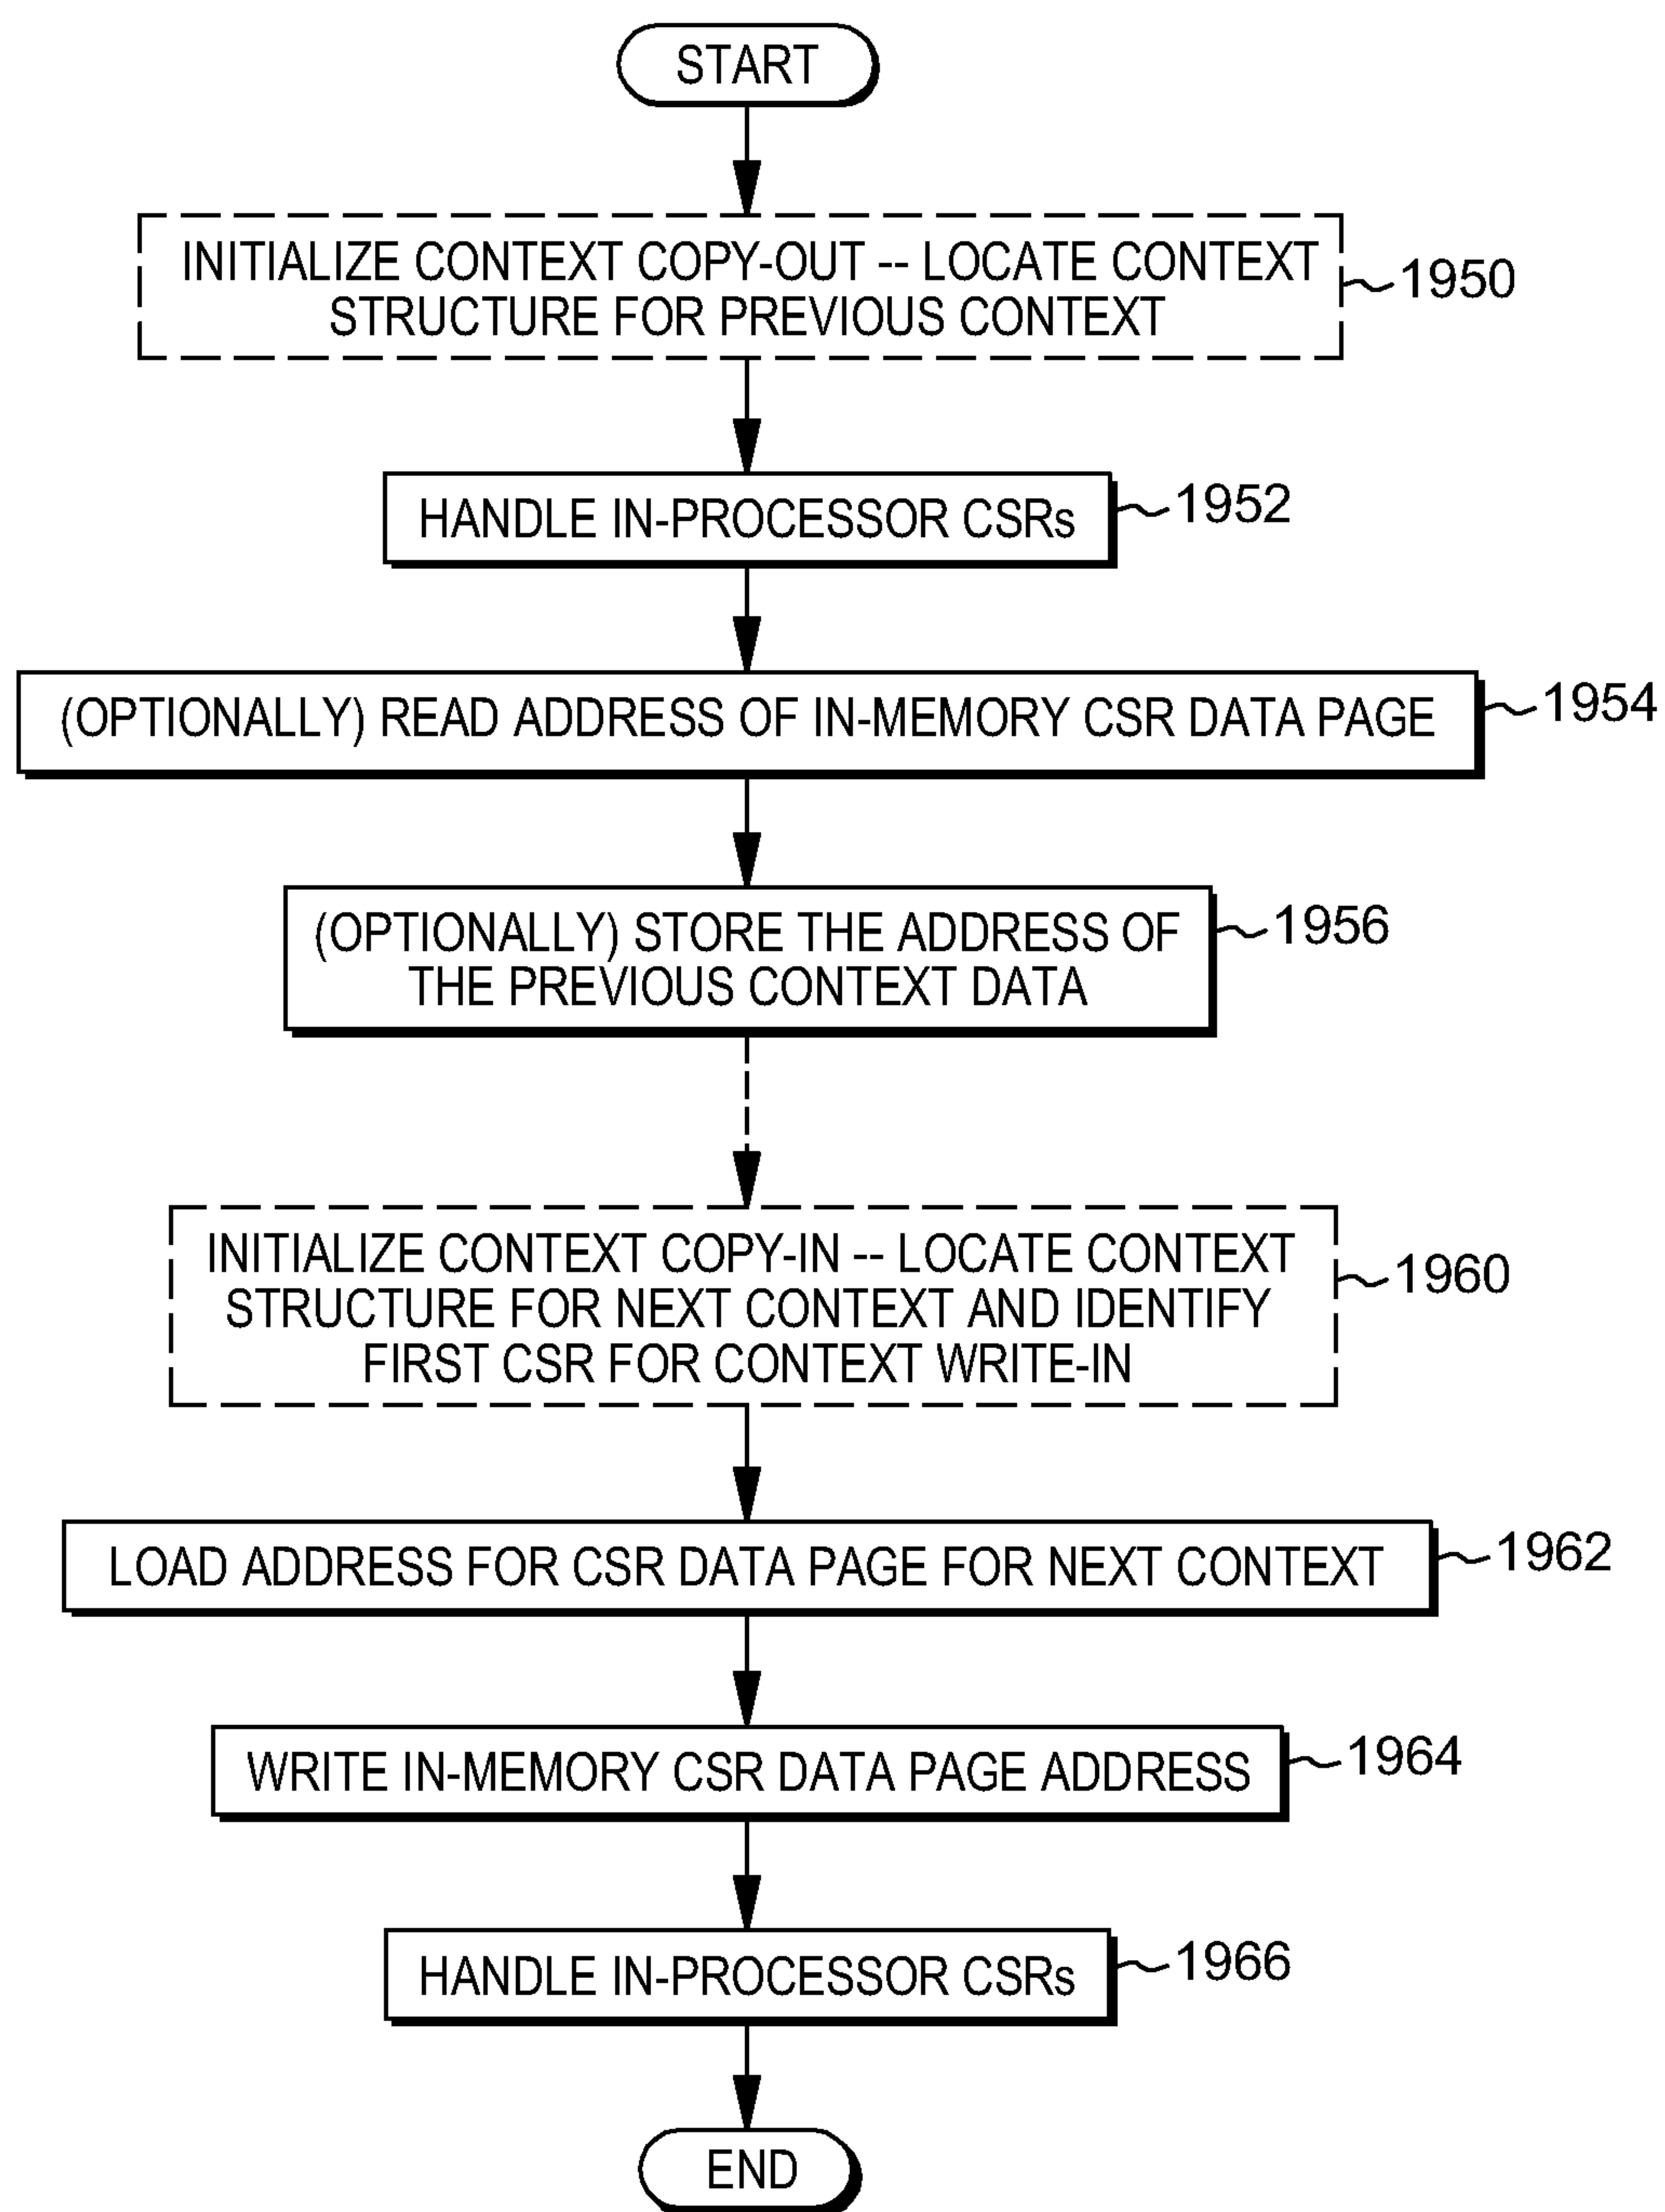 START
INITIALIZE CONTEXT COPY-OUT -- LOCATE CONTEXT
STRUCTURE FOR PREVIOUS CONTEXT
1950
HANDLE IN-PROCESSOR CSRs
1952
(OPTIONALLY) READ ADDRESS OF IN-MEMORY CSR DATA PAGE
1954
(OPTIONALLY) STORE THE ADDRESS OF
THE PREVIOUS CONTEXT DATA
1956
INITIALIZE CONTEXT COPY-IN -- LOCATE CONTEXT
STRUCTURE FOR NEXT CONTEXT AND IDENTIFY
FIRST CSR FOR CONTEXT WRITE-IN
1960
LOAD ADDRESS FOR CSR DATA PAGE FOR NEXT CONTEXT
1962
WRITE IN-MEMORY CSR DATA PAGE ADDRESS
1964
HANDLE IN-PROCESSOR CSRs
1966
END